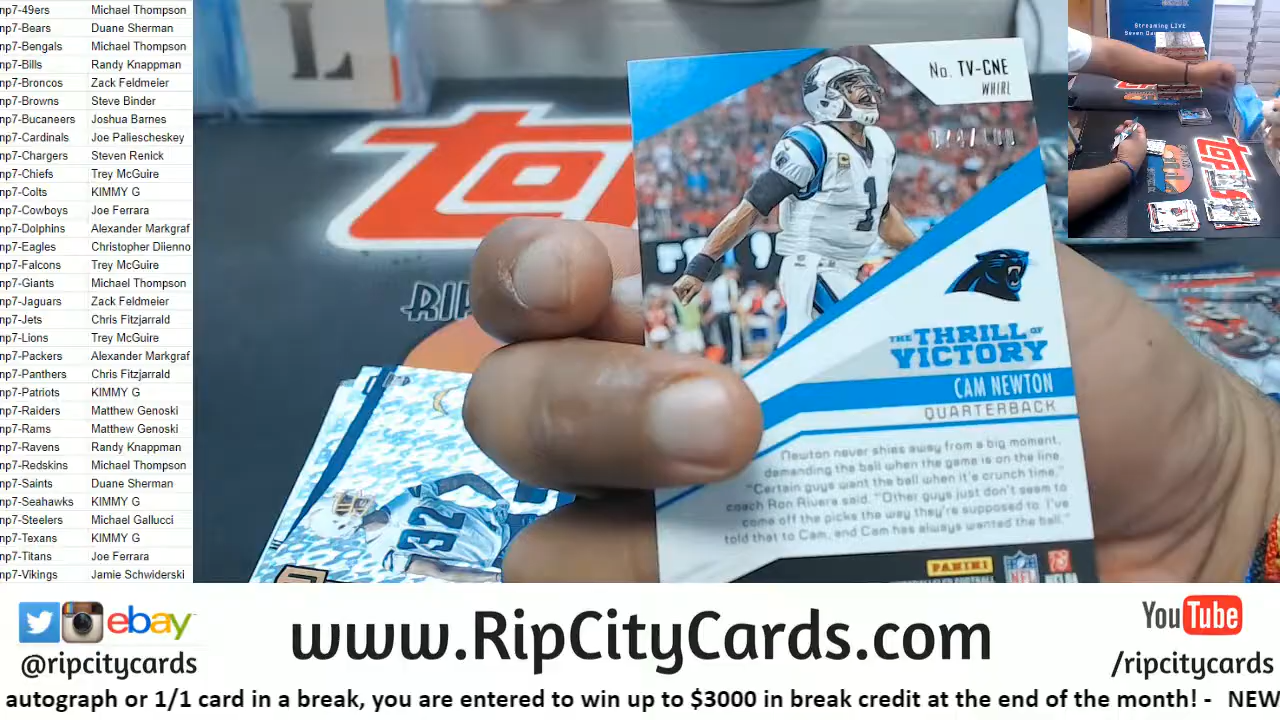 np7-49ers Michael Thompson
np7-Bears Duane Sherman
np7-Bengals Michael Thompson
np7-Bills Randy Knappman
np7-Broncos Zack Feldmeier
np7-Browns Steve Binder
np7-Bucaneers Joshua Barnes
np7-Cardinals Joe Paliescheskey
np7-Chargers Steven Renick
np7-Chiefs Trey McGuire
np7-Colts KIMMY G
np7-Cowboys Joe Ferrara
np7-Dolphins Alexander Markgraf
np7-Eagles Christopher Diienno
np7-Falcons Trey McGuire
np7-Giants Michael Thompson
np7-Jaguars Zack Feldmeier
np7-Jets Chris Fitzjarrald
np7-Lions Trey McGuire
np7-Packers Alexander Markgraf
np7-Panthers Chris Fitzjarrald
np7-Patriots KIMMY G
np7-Raiders Matthew Genoski
np7-Rams Matthew Genoski
np7-Ravens Randy Knappman
np7-Redskins Michael Thompson
np7-Saints Duane Sherman
np7-Seahawks KIMMY G
np7-Steelers Michael Gallucci
np7-Texans KIMMY G
np7-Titans Joe Ferrara
np7-Vikings Jamie Schwiderski
L
RIP
32
No. TV-CNE
WHIRL
1
THE THRILL OF
VICTORY
CAM NEWTON
QUARTERBACK
Newton never shies away from a big moment,
demanding the ball when the game is on the line.
"Certain guys want the ball when it's crunch time,"
coach Ron Rivera said. "Other guys just don't seem to
come off the picks the way they're supposed to. I've
told that to Cam, and Cam has always wanted the ball."
PANINI
NFL
Streaming LIVE
Seven Days
ebay
@ripcitycards
www.RipCityCards.com
YouTube
/ripcitycards
autograph or 1/1 card in a break, you are entered to win up to $3000 in break credit at the end of the month! - NEW